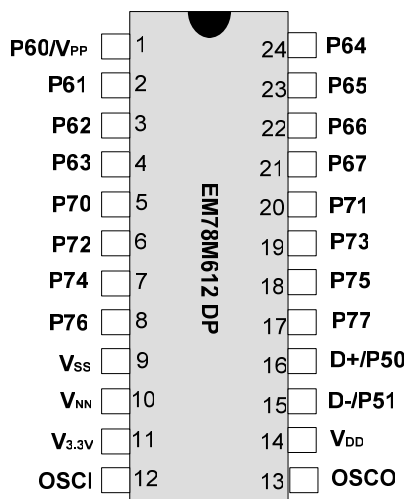 P60/VPP 1 24 P64
P61 2 23 P65
P62 3 22 P66
P63 4 21 P67
P70 5 20 P71
P72 6 19 P73
P74 7 18 P75
P76 8 17 P77
VSS 9 16 D+/P50
VNN 10 15 D-/P51
V3.3V 11 14 VDD
OSCI 12 13 OSCO
EM78M612 DP